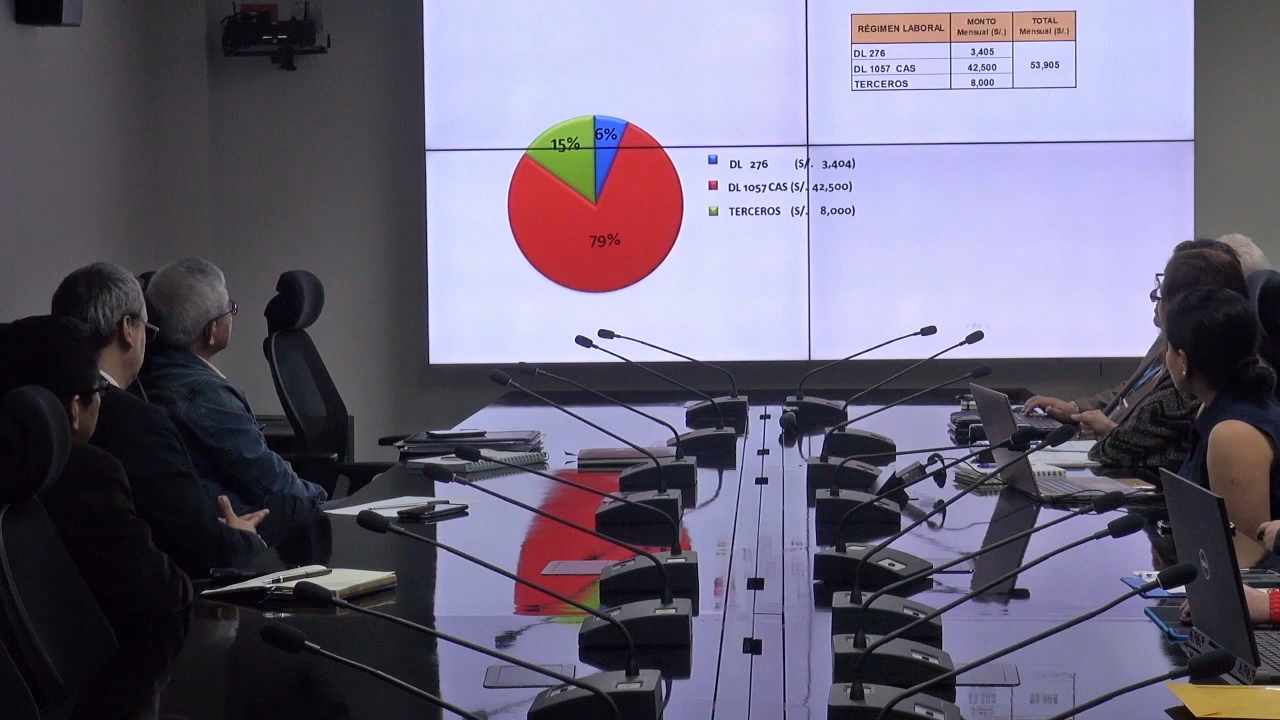 RÉGIMEN LABORAL MONTO Mensual (S/.) TOTAL Mensual (S/.)
DL 276 3,405 53,905
DL 1057 CAS 42,500
TERCEROS 8,000
15% 6%
79%
DL 276 (S/. 3,404)
DL 1057 CAS (S/. 42,500)
TERCEROS (S/. 8,000)